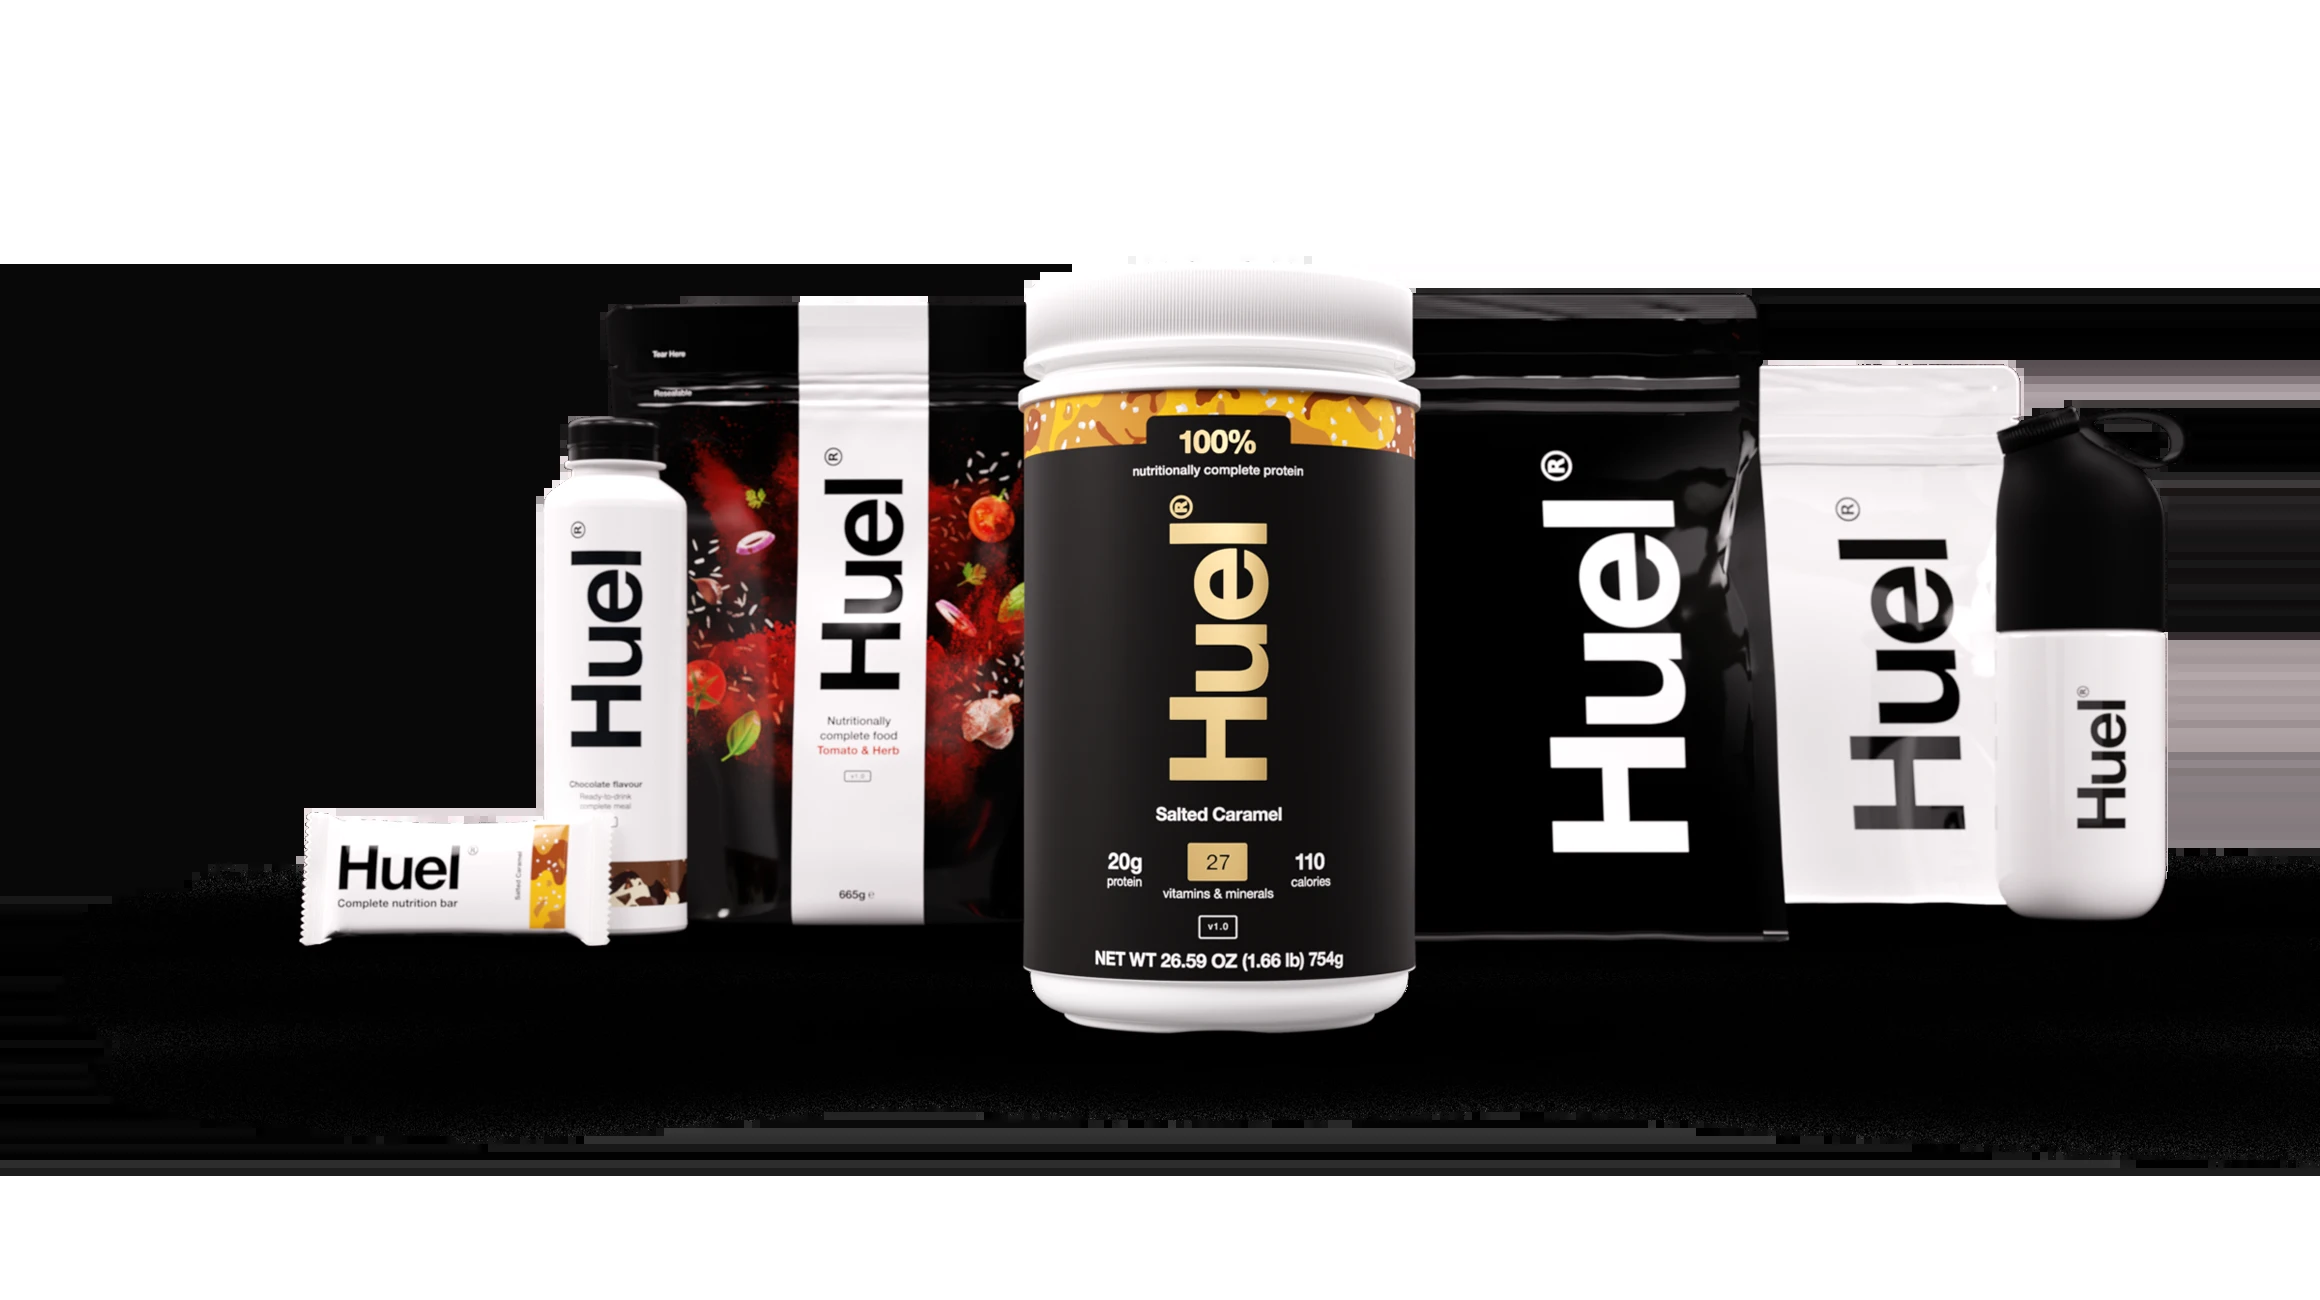 Huel®
Complete nutrition bar
Salted Caramel
Huel®
Chocolate flavour
Ready-to-drink
complete meal
Tear Here
Resealable
Huel®
Nutritionally
complete food
Tomato & Herb
v1.0
665g e
100%
nutritionally complete protein
Huel®
Salted Caramel
20g
protein
27
vitamins & minerals
110
calories
v1.0
NET WT 26.59 OZ (1.66 lb) 754g
Huel®
Huel®
Huel®